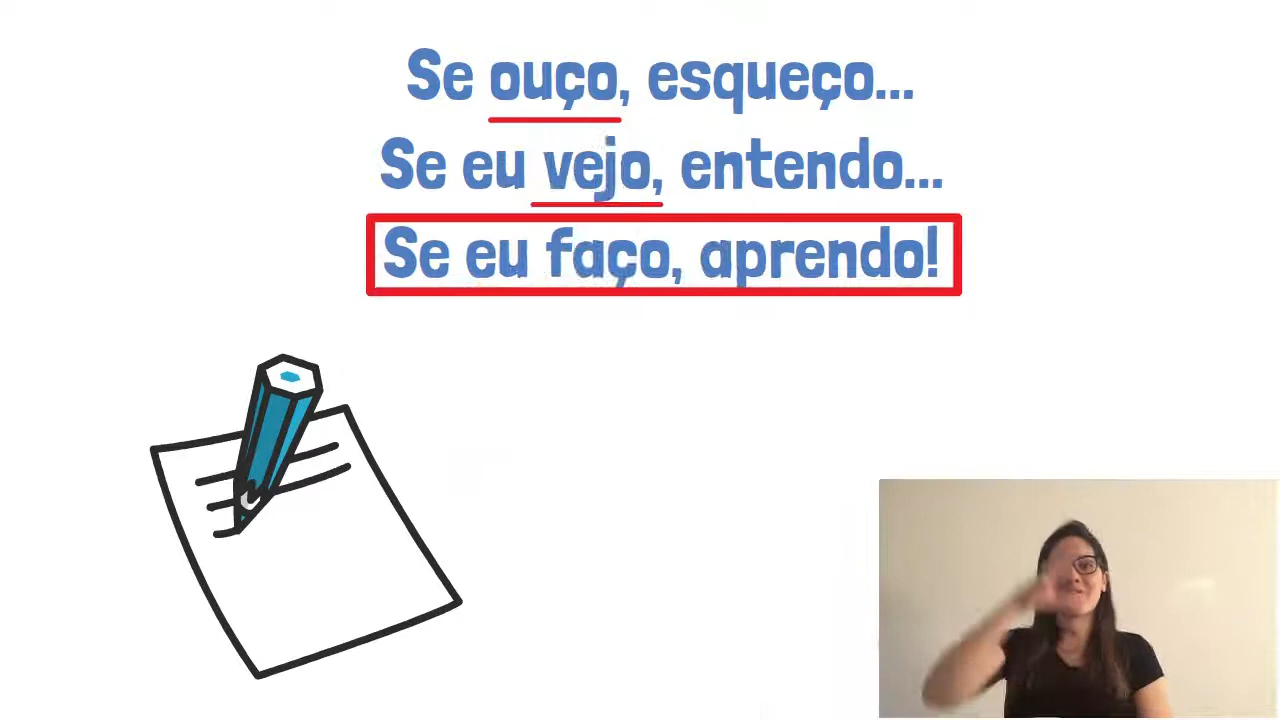 Se ouço, esqueço...
Se eu vejo, entendo...
Se eu faço, aprendo!